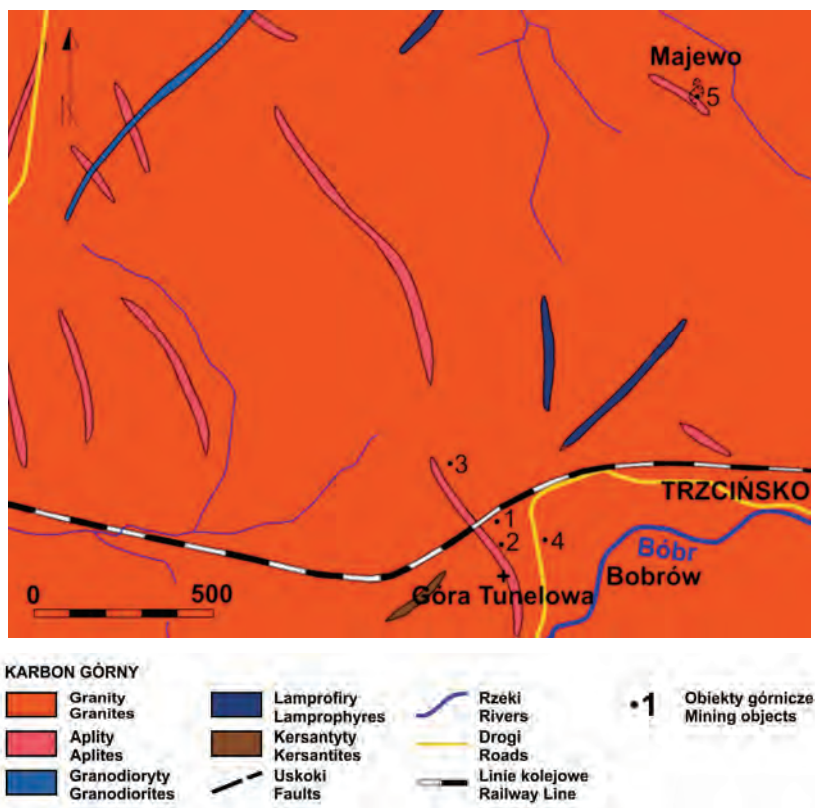 Majewo
5
3
TRZCIŃSKO
1
2
4
Bóbr
Bobrów
Góra Tunelowa
0 500
KARBON GÓRNY
Granity
Granites
Aplity
Aplites
Granodioryty
Granodiorites
Lamprofiry
Lamprophyres
Kersantyty
Kersantites
Uskoki
Faults
Rzeki
Rivers
Drogi
Roads
Linie kolejowe
Railway Line
1
Obiekty górnicze
Mining objects